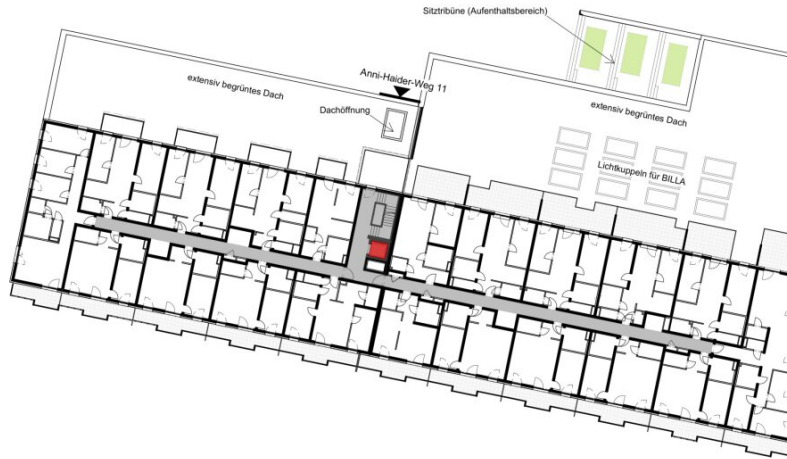 Sitztribüne (Aufenthaltsbereich)
extensiv begrüntes Dach
Anni-Haider-Weg 11
Dachöffnung
extensiv begrüntes Dach
Lichtkuppeln für BILLA